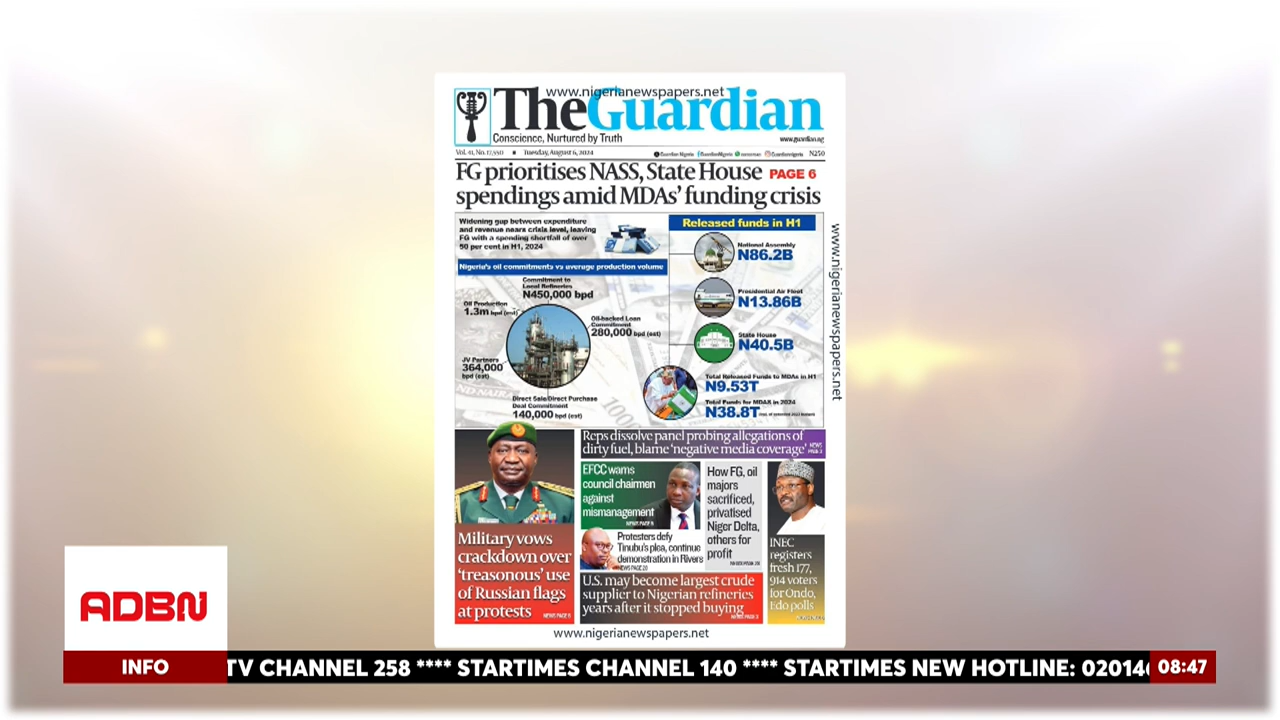 www.nigerianewspapers.net
TheGuardian
Conscience, Nurtured by Truth
www.guardian.ng
Vol. 41, No. 17,550 • Tuesday, August 6, 2024
Guardian Nigeria GuardianNigeria Guardiannigeria N250
FG prioritises NASS, State House PAGE 6
spendings amid MDAs' funding crisis
Widening gap between expenditure
and revenue nears crisis level, leaving
FG with a spending shortfall of over
50 per cent in H1, 2024
Nigeria's oil commitments vs average production volume
Commitment to
Local Refineries
N450,000 bpd
Oil Production
1.3m bpd (est)
Oil-backed Loan
Commitment
280,000 bpd (est)
JV Partners
364,000
bpd (est)
Direct Sale/Direct Purchase
Deal Commitment
140,000 bpd (est)
Released funds in H1
National Assembly
N86.2B
Presidential Air Fleet
N13.86B
State House
N40.5B
Total Released Funds to MDAs in H1
N9.53T
Total Funds for MDAs in 2024
N38.8T
www.nigerianewspapers.net
Military vows
crackdown over
'treasonous' use
of Russian flags
at protests
Reps dissolve panel probing allegations of
dirty fuel, blame 'negative media coverage'
EFCC warns
council chairmen
against
mismanagement
How FG, oil
majors
sacrificed,
privatised
Niger Delta,
others for
profit
Protesters defy
Tinubu's plea, continue
demonstration in Rivers
U.S. may become largest crude
supplier to Nigerian refineries
years after it stopped buying
INEC
registers
fresh 177,
914 voters
for Ondo,
Edo polls
www.nigerianewspapers.net
ADBN
INFO
TV CHANNEL 258 **** STARTIMES CHANNEL 140 **** STARTIMES NEW HOTLINE: 02014
08:47